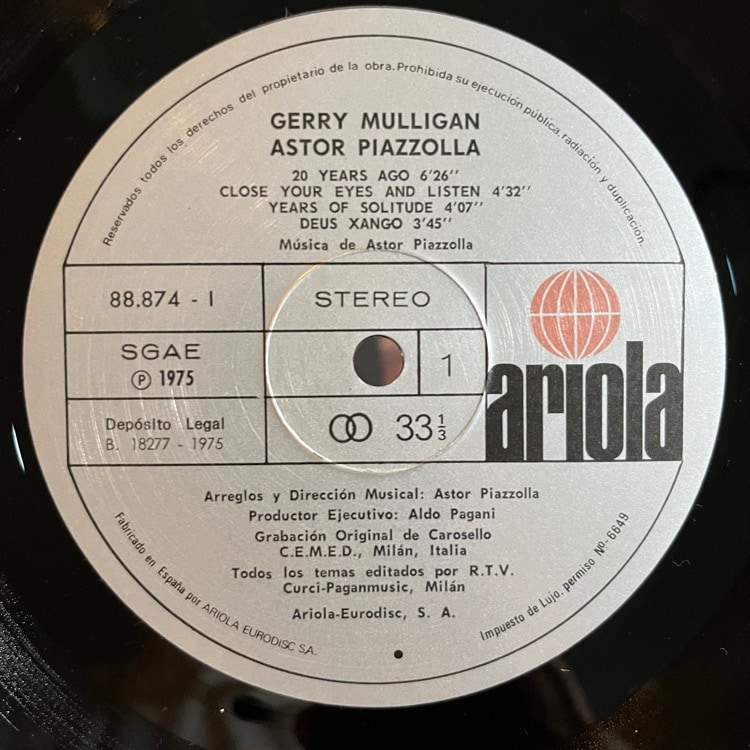 Reservados todos los derechos del propietario de la obra. Prohibida su ejecución pública, radiación y duplicación.
GERRY MULLIGAN
ASTOR PIAZZOLLA
20 YEARS AGO 6'26''
CLOSE YOUR EYES AND LISTEN 4'32''
YEARS OF SOLITUDE 4'07''
DEUS XANGO 3'45''
Música de Astor Piazzolla
88.874 - I
STEREO
SGAE
Ⓟ 1975
1
ariola
Depósito Legal
B. 18277 - 1975
33⅓
Arreglos y Dirección Musical: Astor Piazzolla
Productor Ejecutivo: Aldo Pagani
Grabación Original de Carosello
C.E.M.E.D., Milán, Italia
Todos los temas editados por R.T.V.
Curci-Paganmusic, Milán
Ariola-Eurodisc, S. A.
Fabricado en España por ARIOLA EURODISC S.A.
Impuesto de Lujo. permiso Nº-6649